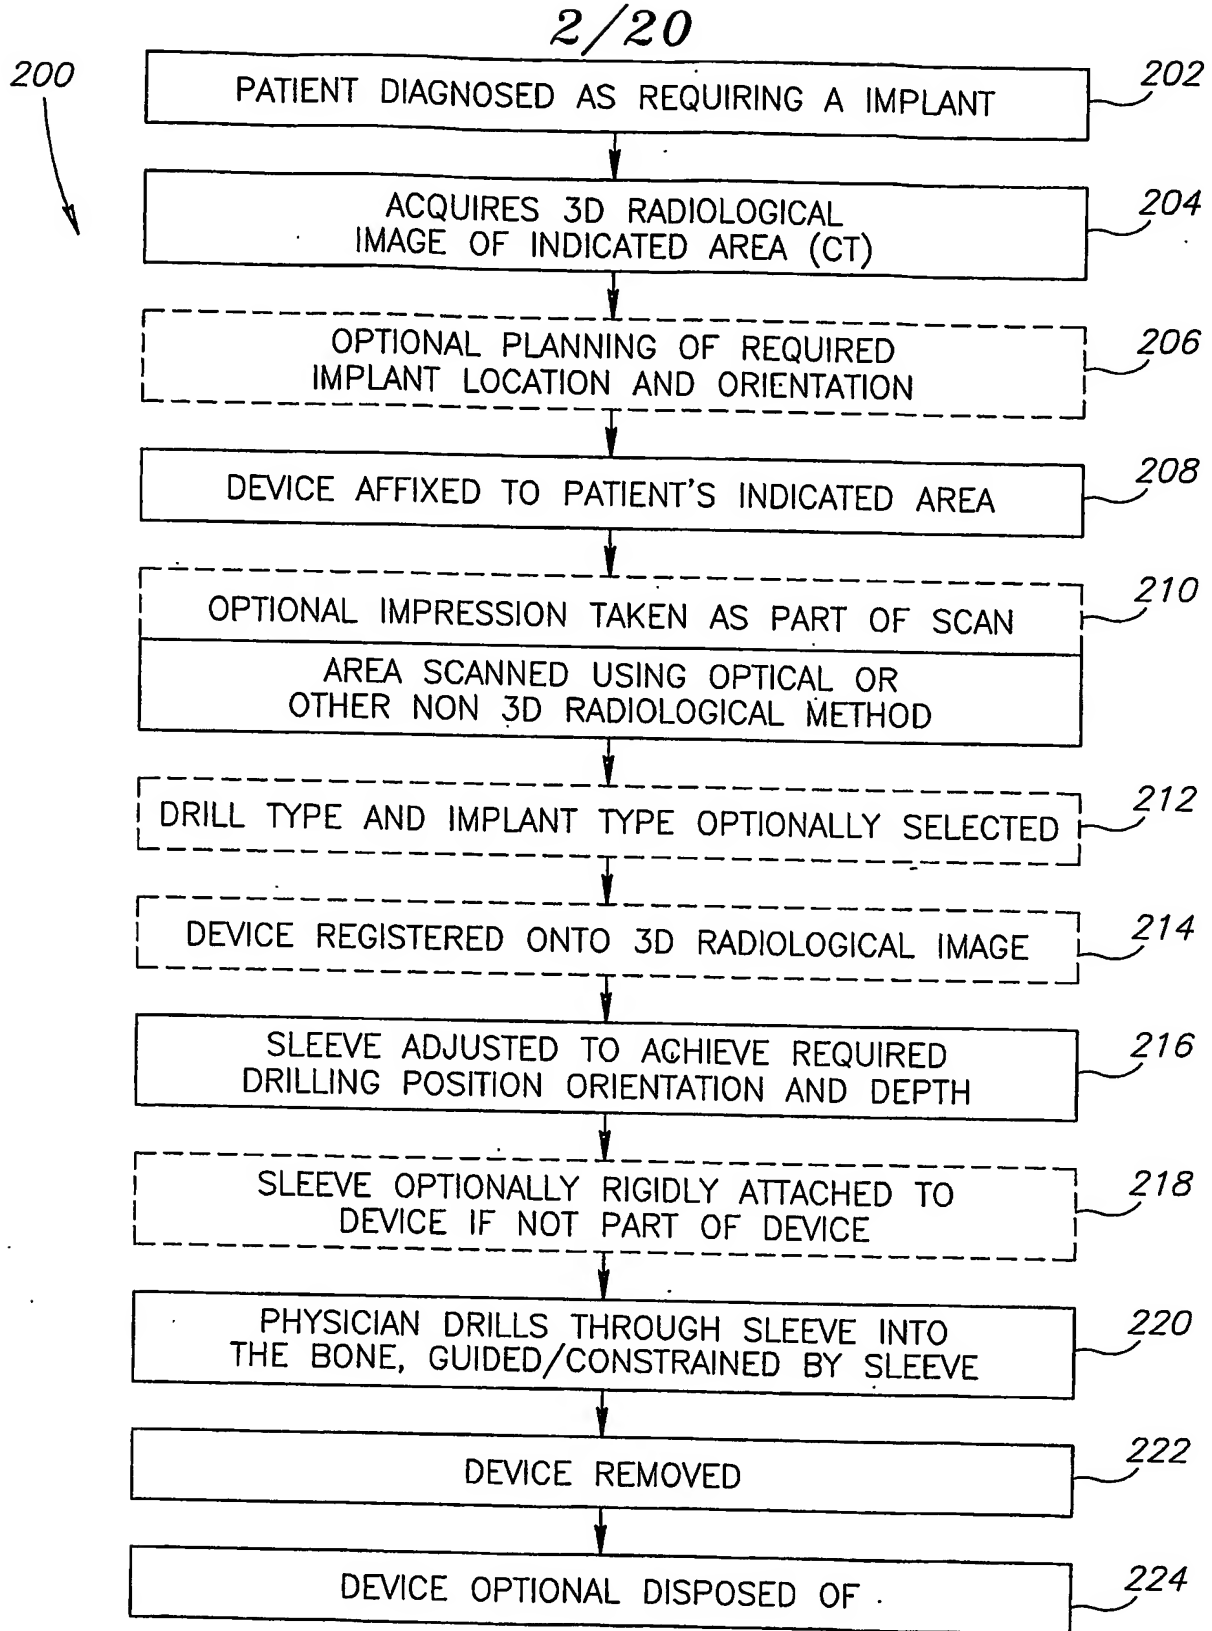 2/20
200
PATIENT DIAGNOSED AS REQUIRING A IMPLANT
202
ACQUIRES 3D RADIOLOGICAL
IMAGE OF INDICATED AREA (CT)
204
OPTIONAL PLANNING OF REQUIRED
IMPLANT LOCATION AND ORIENTATION
206
DEVICE AFFIXED TO PATIENT'S INDICATED AREA
208
OPTIONAL IMPRESSION TAKEN AS PART OF SCAN
210
AREA SCANNED USING OPTICAL OR
OTHER NON 3D RADIOLOGICAL METHOD
DRILL TYPE AND IMPLANT TYPE OPTIONALLY SELECTED
212
DEVICE REGISTERED ONTO 3D RADIOLOGICAL IMAGE
214
SLEEVE ADJUSTED TO ACHIEVE REQUIRED
DRILLING POSITION ORIENTATION AND DEPTH
216
SLEEVE OPTIONALLY RIGIDLY ATTACHED TO
DEVICE IF NOT PART OF DEVICE
218
PHYSICIAN DRILLS THROUGH SLEEVE INTO
THE BONE, GUIDED/CONSTRAINED BY SLEEVE
220
DEVICE REMOVED
222
DEVICE OPTIONAL DISPOSED OF
224